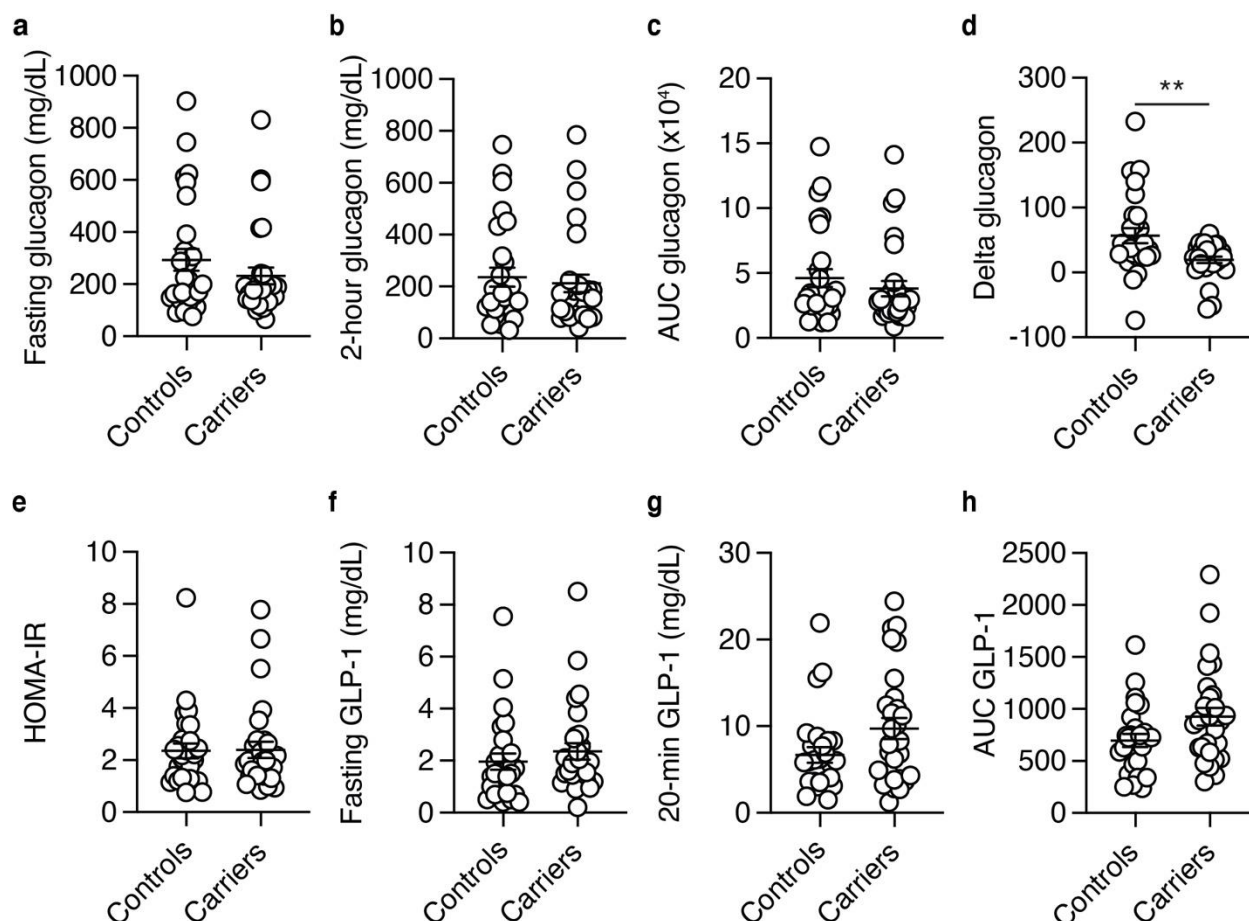 a
Fasting glucagon (mg/dL)
1000
800
600
400
200
0
Controls
Carriers
b
2-hour glucagon (mg/dL)
1000
800
600
400
200
0
Controls
Carriers
c
AUC glucagon (x10⁴)
20
15
10
5
0
Controls
Carriers
d
Delta glucagon
300
200
100
0
-100
**
Controls
Carriers
e
HOMA-IR
10
8
6
4
2
0
Controls
Carriers
f
Fasting GLP-1 (mg/dL)
10
8
6
4
2
0
Controls
Carriers
g
20-min GLP-1 (mg/dL)
30
20
10
0
Controls
Carriers
h
AUC GLP-1
2500
2000
1500
1000
500
0
Controls
Carriers